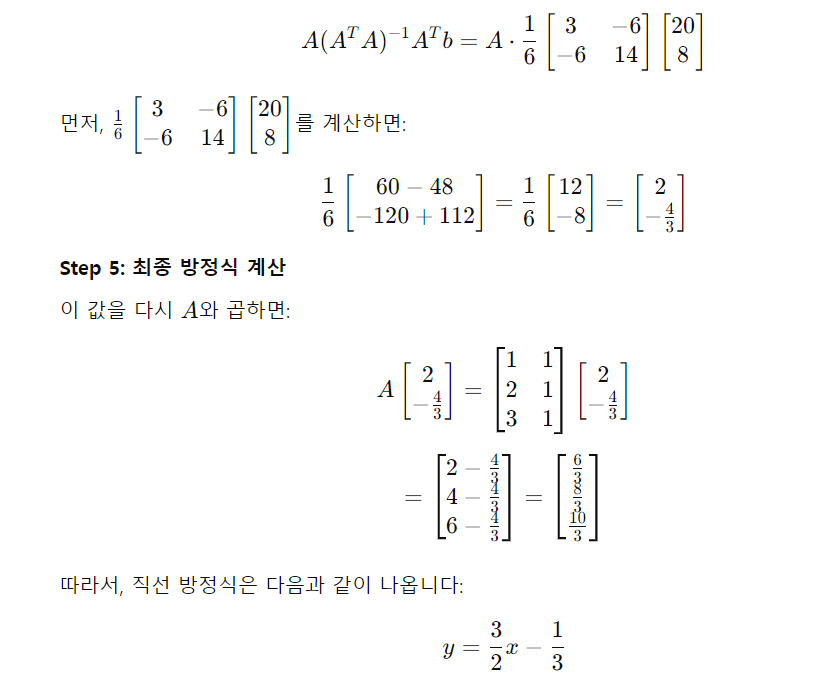 $A(A^T A)^{-1} A^T b = A \cdot \frac{1}{6} \begin{bmatrix} 3 & -6 \\ -6 & 14 \end{bmatrix} \begin{bmatrix} 20 \\ 8 \end{bmatrix}$
먼저, $\frac{1}{6} \begin{bmatrix} 3 & -6 \\ -6 & 14 \end{bmatrix} \begin{bmatrix} 20 \\ 8 \end{bmatrix}$를 계산하면:
$\frac{1}{6} \begin{bmatrix} 60 - 48 \\ -120 + 112 \end{bmatrix} = \frac{1}{6} \begin{bmatrix} 12 \\ -8 \end{bmatrix} = \begin{bmatrix} 2 \\ -\frac{4}{3} \end{bmatrix}$
Step 5: 최종 방정식 계산
이 값을 다시 $A$와 곱하면:
$A \begin{bmatrix} 2 \\ -\frac{4}{3} \end{bmatrix} = \begin{bmatrix} 1 & 1 \\ 2 & 1 \\ 3 & 1 \end{bmatrix} \begin{bmatrix} 2 \\ -\frac{4}{3} \end{bmatrix}$
$= \begin{bmatrix} 2 - \frac{4}{3} \\ 4 - \frac{4}{3} \\ 6 - \frac{4}{3} \end{bmatrix} = \begin{bmatrix} \frac{6}{3} \\ \frac{8}{3} \\ \frac{10}{3} \end{bmatrix}$
따라서, 직선 방정식은 다음과 같이 나옵니다:
$y = \frac{3}{2}x - \frac{1}{3}$